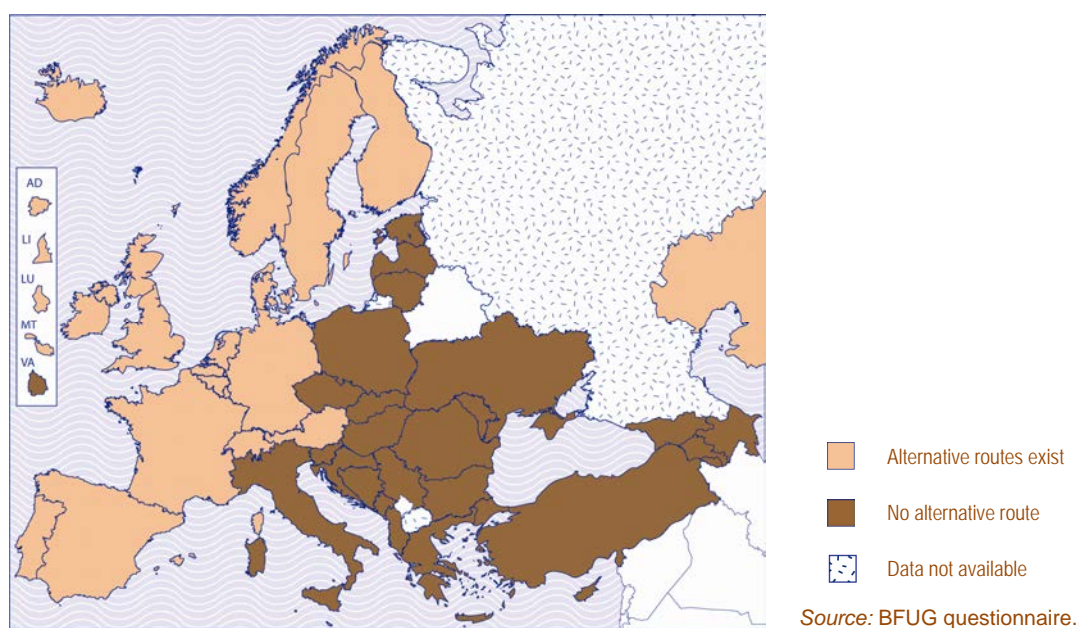 AD
LI
LU
MT
VA
Alternative routes exist
No alternative route
Data not available
Source: BFUG questionnaire.